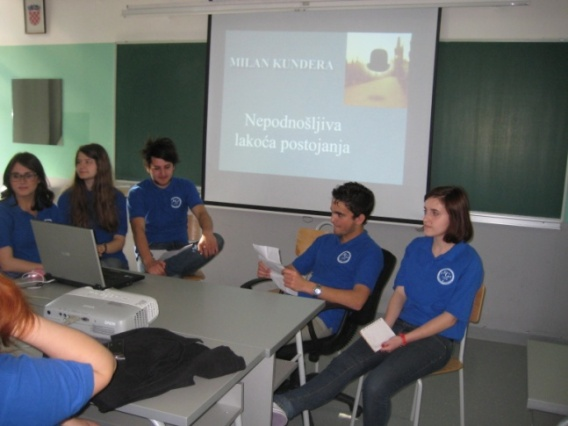 MILAN KUNDERA
Nepodnošljiva
lakoća postojanja